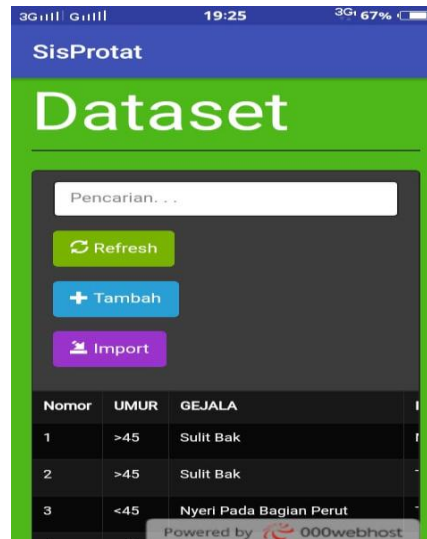 3G G 19:25 3G 67%
SisProtat
Dataset
Pencarian. . .
Refresh
Tambah
Import
Nomor UMUR GEJALA
1 >45 Sulit Bak
2 >45 Sulit Bak
3 <45 Nyeri Pada Bagian Perut
Powered by 000webhost